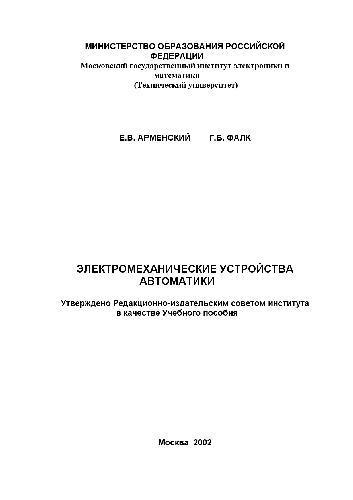 МИНИСТЕРСТВО ОБРАЗОВАНИЯ РОССИЙСКОЙ
ФЕДЕРАЦИИ
Московский государственный институт электроники и
математики
(Технический университет)
Е.В. АРМЕНСКИЙ Г.Б. ФАЛК
ЭЛЕКТРОМЕХАНИЧЕСКИЕ УСТРОЙСТВА
АВТОМАТИКИ
Утверждено Редакционно-издательским советом института
в качестве Учебного пособия
Москва 2002